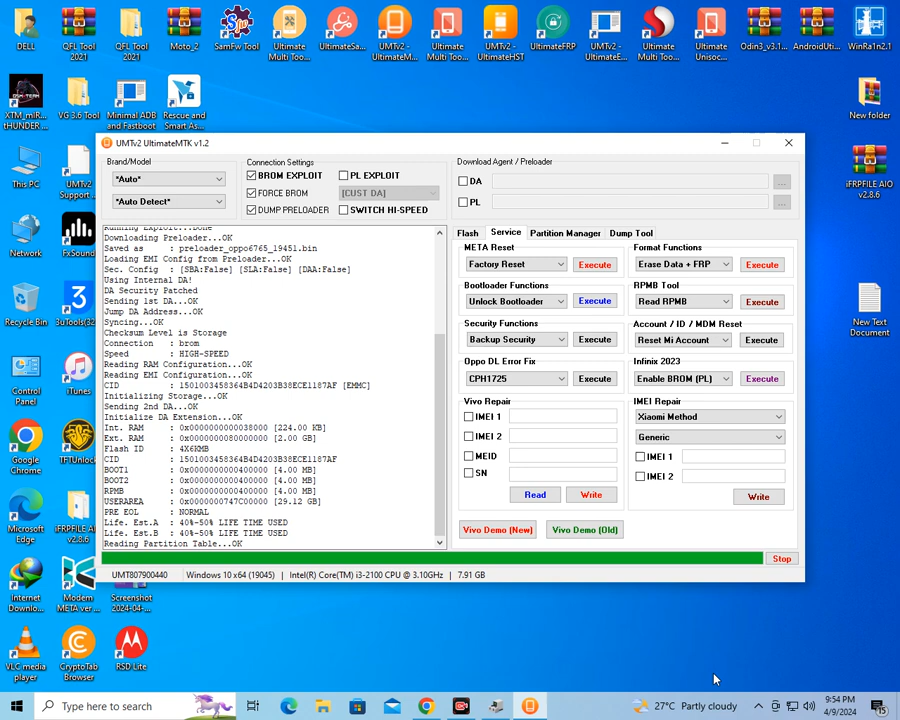 DELL
QFL Tool 2021
QFL Tool 2021
Moto_2
SamFw Tool
Ultimate Multi Too...
UltimateSa...
UMTv2 - UltimateM...
Ultimate Multi Too...
UMTv2 - UltimateHST
UltimateFRP
UMTv2 - UltimateE...
Ultimate Multi Too...
Ultimate Unisoc...
Odin3_v3.1...
AndroidUti...
WinRa1n2.1
XTM_mIR... tHUNDER ...
VG 3.6 Tool
Minimal ADB and Fastboot
Rescue and Smart As...
New folder
This PC
UMTv2 Support ...
iFRPFILE AIO v2.8.6
Network
FxSound
Recycle Bin
3uTools(32...
New Text Document
Control Panel
iTunes
Google Chrome
TFTUnlock
Microsoft Edge
iFRPFILE AIO v2.8.6
Internet Downlo...
Modem META ver ...
Screenshot 2024-04-...
VLC media player
CryptoTab Browser
RSD Lite
UMTv2 UltimateMTK v1.2
Brand/Model
*Auto*
*Auto Detect*
Connection Settings
BROM EXPLOIT
PL EXPLOIT
FORCE BROM
[CUST DA]
DUMP PRELOADER
SWITCH HI-SPEED
Download Agent / Preloader
DA
...
PL
...
Running Exploit...Done
Downloading Preloader...OK
Saved as : preloader_oppo6765_19451.bin
Loading EMI Config from Preloader...OK
Sec. Config : [SBA:False] [SLA:False] [DAA:False]
Using Internal DA!
DA Security Patched
Sending 1st DA...OK
Jump DA Address...OK
Syncing...OK
Checksum Level is Storage
Connection : brom
Speed : HIGH-SPEED
Reading RAM Configuration...OK
Reading EMI Configuration...OK
CID : 1501003458364B4D4203B38ECE1187AF [EMMC]
Initializing Storage...OK
Sending 2nd DA...OK
Initialize DA Extension...OK
Int. RAM : 0x0000000000038000 [224.00 KB]
Ext. RAM : 0x0000000080000000 [2.00 GB]
Flash ID : 4X6KMB
CID : 1501003458364B4D4203B38ECE1187AF
BOOT1 : 0x0000000000400000 [4.00 MB]
BOOT2 : 0x0000000000400000 [4.00 MB]
RPMB : 0x0000000000400000 [4.00 MB]
USERAREA : 0x0000000747C00000 [29.12 GB]
PRE EOL : NORMAL
Life. Est.A : 40%-50% LIFE TIME USED
Life. Est.B : 40%-50% LIFE TIME USED
Reading Partition Table...OK
Flash Service Partition Manager Dump Tool
META Reset
Factory Reset
Execute
Format Functions
Erase Data + FRP
Execute
Bootloader Functions
Unlock Bootloader
Execute
RPMB Tool
Read RPMB
Execute
Security Functions
Backup Security
Execute
Account / ID / MDM Reset
Reset Mi Account
Execute
Oppo DL Error Fix
CPH1725
Execute
Infinix 2023
Enable BROM (PL)
Execute
Vivo Repair
IMEI 1
IMEI 2
MEID
SN
Read
Write
Vivo Demo (New)
Vivo Demo (Old)
IMEI Repair
Xiaomi Method
Generic
IMEI 1
IMEI 2
Write
Stop
UMT807900440 Windows 10 x64 (19045) | Intel(R) Core(TM) i3-2100 CPU @ 3.10GHz | 7.91 GB
Type here to search
27°C Partly cloudy
9:54 PM
4/9/2024
15